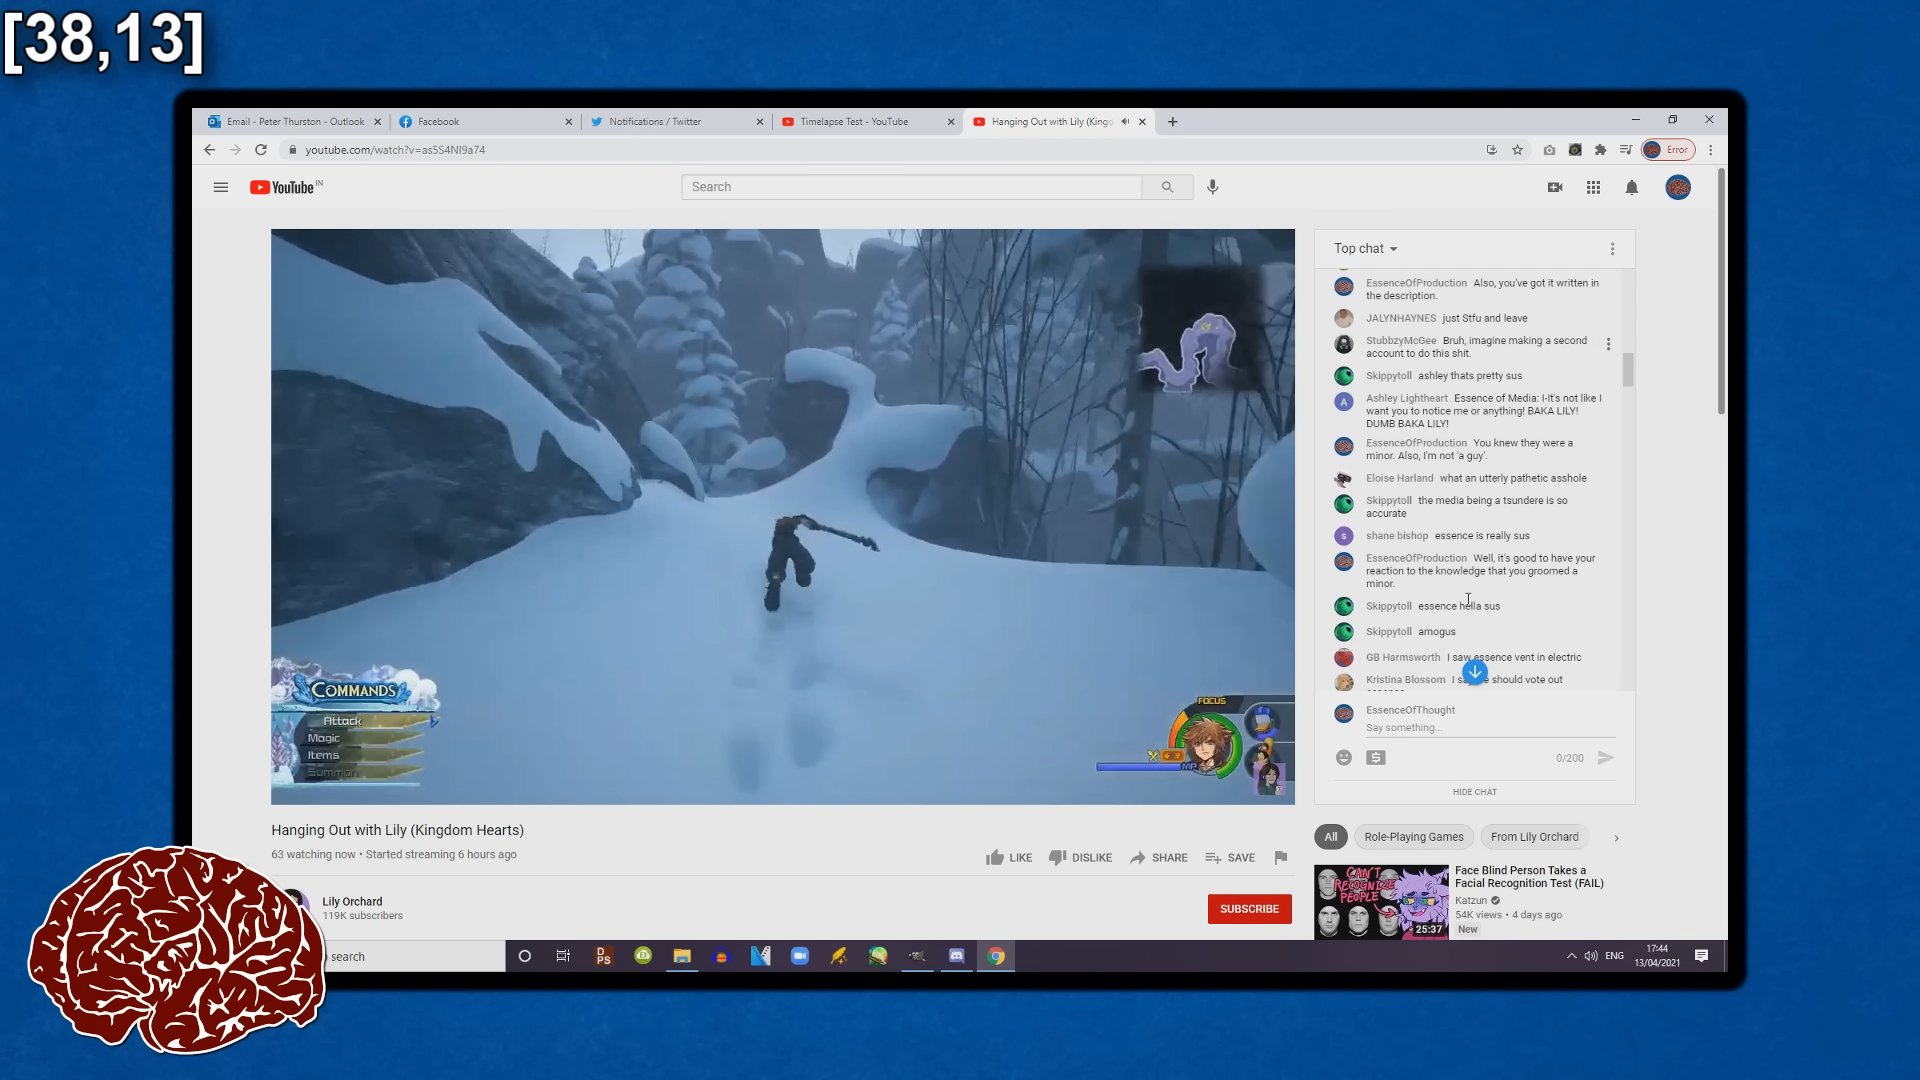 [38,13]
Email - Peter Thurston - Outlook
Facebook
Notifications / Twitter
Timelapse Test - YouTube
Hanging Out with Lily (Kingd
youtube.com/watch?v=as5S4NI9a74
Error
YouTube IN
Search
Top chat
EssenceOfProduction Also, you've got it written in
the description.
JALYNHAYNES just Stfu and leave
StubbzyMcGee Bruh, imagine making a second
account to do this shit.
Skippytoll ashley thats pretty sus
Ashley Lightheart Essence of Media: I-It's not like I
want you to notice me or anything! BAKA LILY!
DUMB BAKA LILY!
EssenceOfProduction You knew they were a
minor. Also, I'm not 'a guy'.
Eloise Harland what an utterly pathetic asshole
Skippytoll the media being a tsundere is so
accurate
shane bishop essence is really sus
EssenceOfProduction Well, it's good to have your
reaction to the knowledge that you groomed a
minor.
Skippytoll essence hella sus
Skippytoll amogus
GB Harmsworth I saw essence vent in electric
Kristina Blossom I should vote out
EssenceOfThought
Say something...
0/200
HIDE CHAT
COMMANDS
Attack
Magic
Items
Summon
FOCUS
MP
Hanging Out with Lily (Kingdom Hearts)
63 watching now • Started streaming 6 hours ago
LIKE
DISLIKE
SHARE
SAVE
Lily Orchard
119K subscribers
SUBSCRIBE
All
Role-Playing Games
From Lily Orchard
CAN'T
RECOGNIZE
PEOPLE
25:37
Face Blind Person Takes a
Facial Recognition Test (FAIL)
Katzun
54K views • 4 days ago
New
search
D
PS
ENG
17:44
13/04/2021